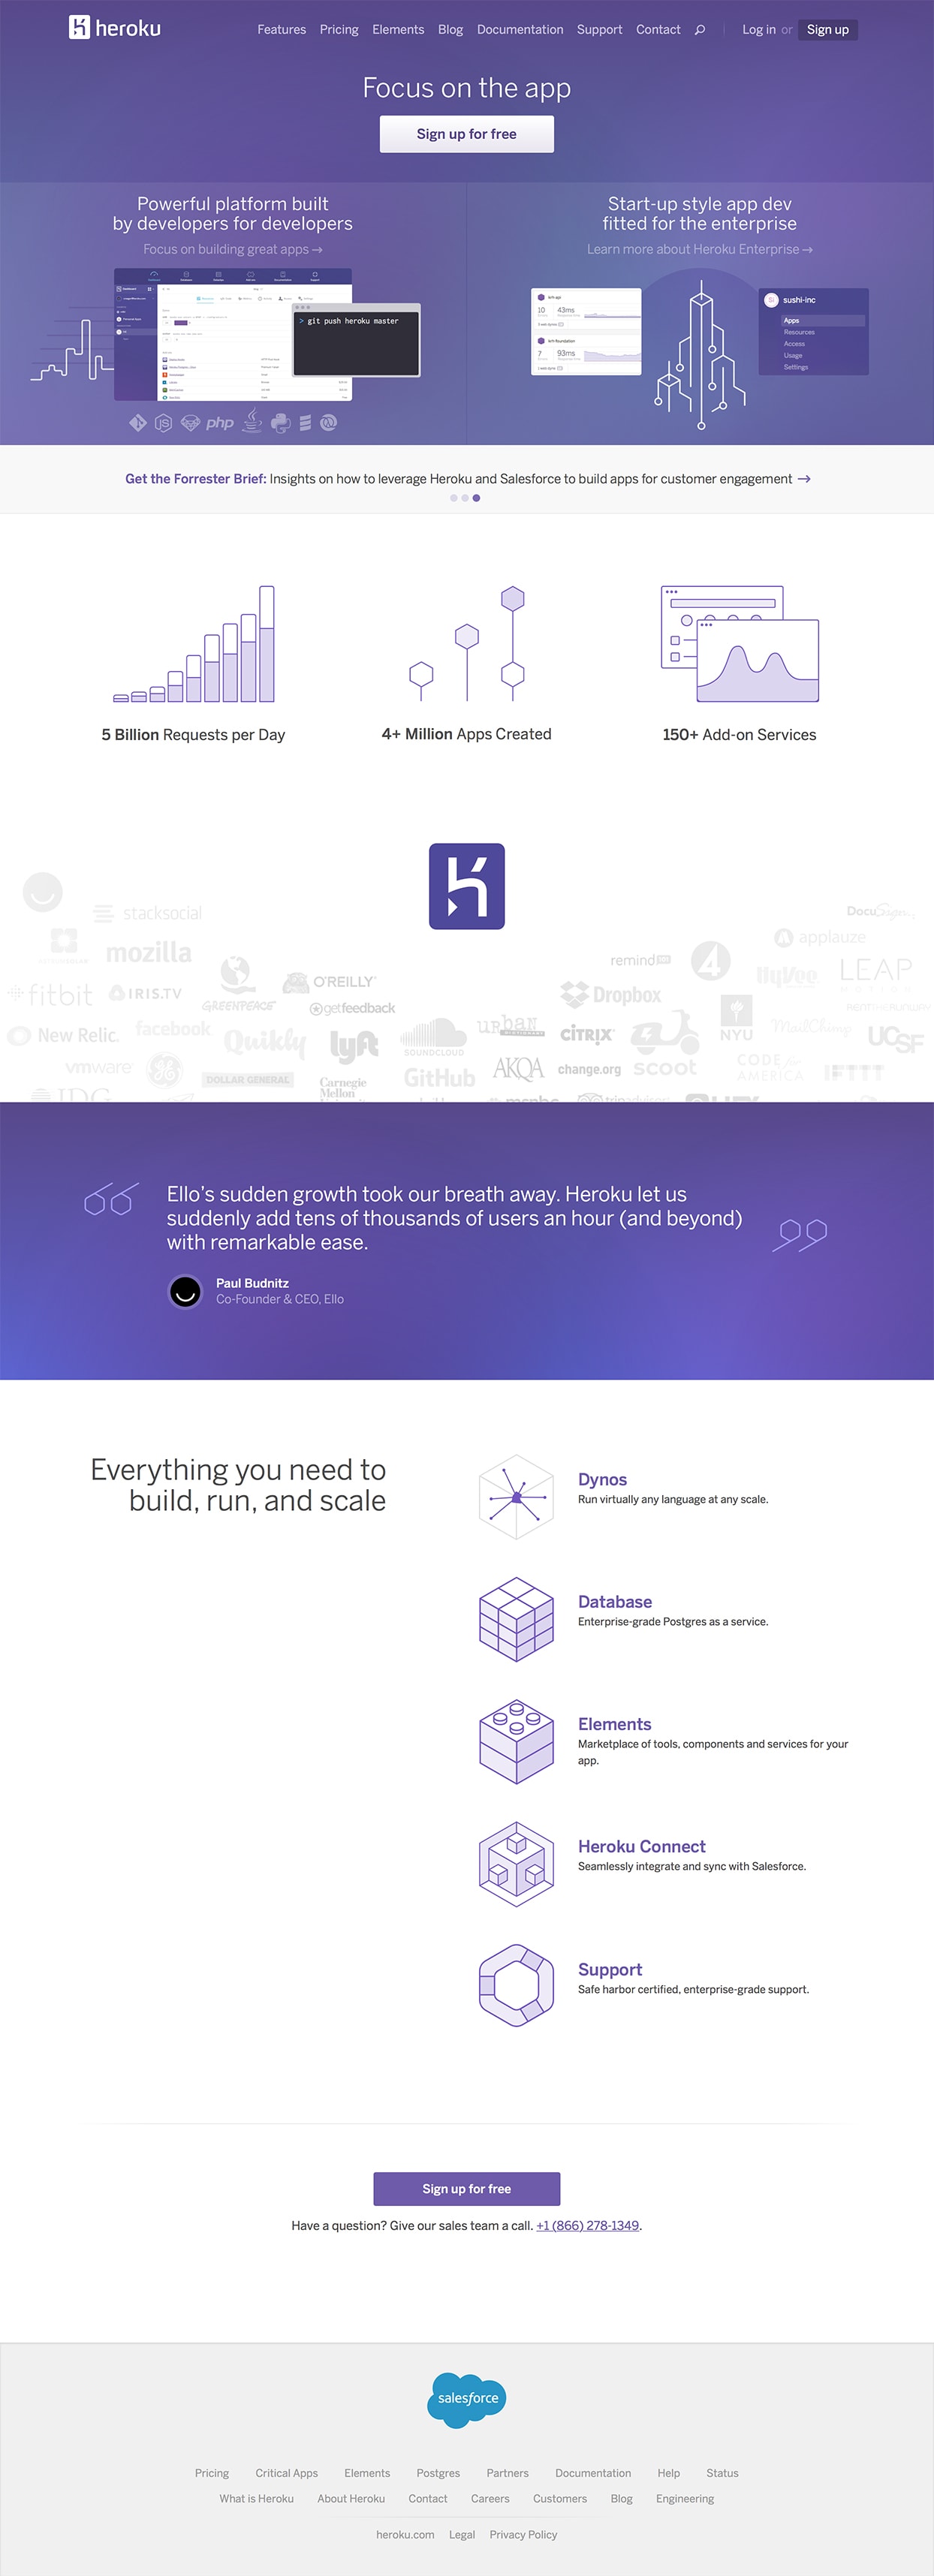 heroku
Features Pricing Elements Blog Documentation Support Contact Log in or Sign up
Focus on the app
Sign up for free
Powerful platform built
by developers for developers
Focus on building great apps →
> git push heroku master
php
Start-up style app dev
fitted for the enterprise
Learn more about Heroku Enterprise →
10 43ms
7 93ms
sushi-inc
Apps
Resources
Access
Usage
Settings
Get the Forrester Brief: Insights on how to leverage Heroku and Salesforce to build apps for customer engagement →
5 Billion Requests per Day
4+ Million Apps Created
150+ Add-on Services
stacksocial
DocuSign
mozilla
applauze
remind
4
O'REILLY
HyVee
LEAP
MOTION
fitbit
IRIS.TV
GREENPEACE
getfeedback
Dropbox
RENT THE RUNWAY
New Relic.
facebook
Quikly
lyft
SOUNDCLOUD
urban
CITRIX
NYU
MailChimp
UCSF
vmware
GE
DOLLAR GENERAL
Carnegie
Mellon
GitHub
AKQA
change.org
scoot
CODE for
AMERICA
IFTTT
IDG
msnbc
tripadvisor
Ello's sudden growth took our breath away. Heroku let us
suddenly add tens of thousands of users an hour (and beyond)
with remarkable ease.
Paul Budnitz
Co-Founder & CEO, Ello
Everything you need to
build, run, and scale
Dynos
Run virtually any language at any scale.
Database
Enterprise-grade Postgres as a service.
Elements
Marketplace of tools, components and services for your
app.
Heroku Connect
Seamlessly integrate and sync with Salesforce.
Support
Safe harbor certified, enterprise-grade support.
Sign up for free
Have a question? Give our sales team a call. +1 (866) 278-1349.
salesforce
Pricing Critical Apps Elements Postgres Partners Documentation Help Status
What is Heroku About Heroku Contact Careers Customers Blog Engineering
heroku.com Legal Privacy Policy